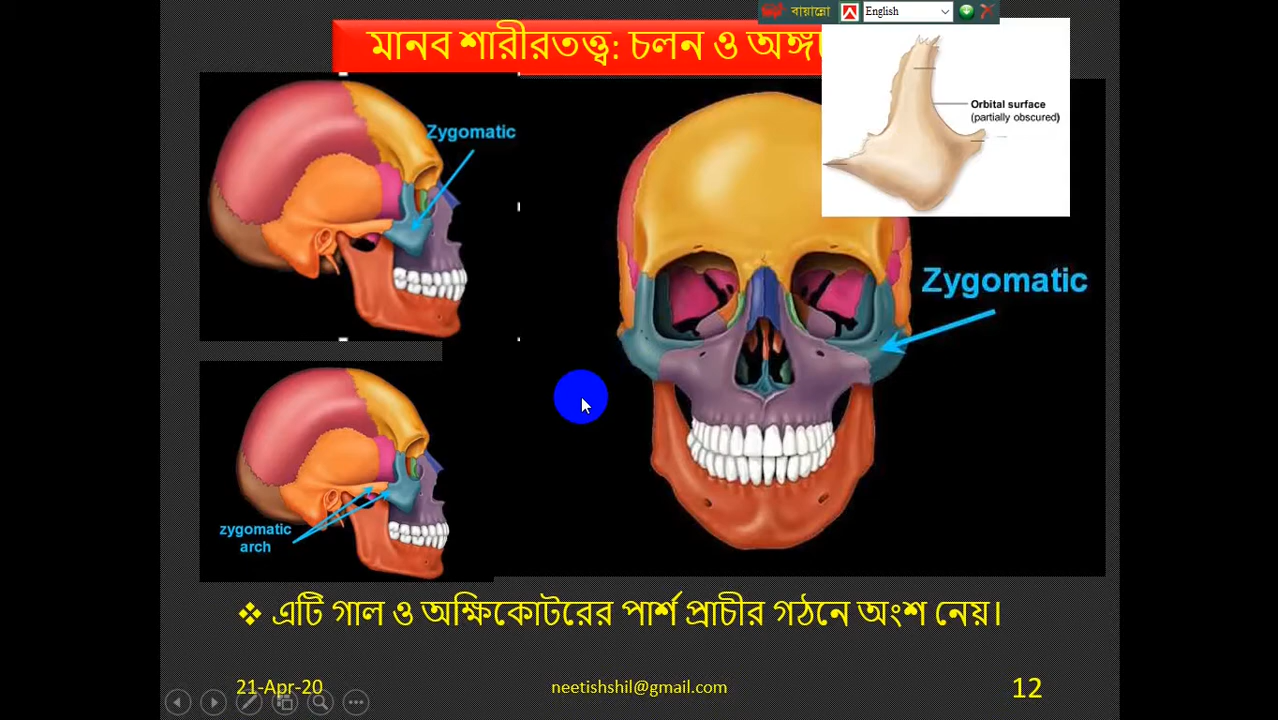 বায়ান্নো
English
মানব শারীরতত্ত্ব: চলন ও
Zygomatic
Orbital surface
(partially obscured)
Zygomatic
zygomatic
arch
❖ এটি গাল ও অক্ষিকোটরের পার্শ প্রাচীর গঠনে অংশ নেয়।
21-Apr-20
neetishshil@gmail.com
12